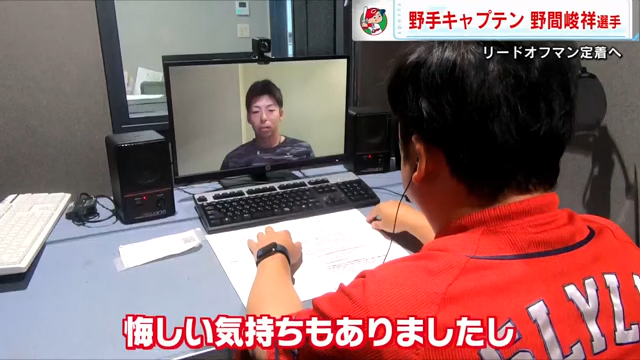 野手キャプテン 野間峻祥選手
リードオフマン定着へ
悔しい気持ちもありましたし